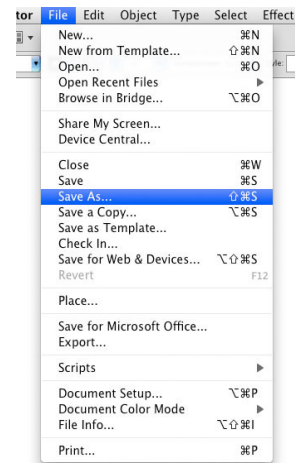 tor File Edit Object Type Select Effect
New... ⌘N
New from Template... ⇧⌘N
Open... ⌘O
Open Recent Files ▶
Browse in Bridge... ⌥⌘O
Share My Screen...
Device Central...
Close ⌘W
Save ⌘S
Save As... ⇧⌘S
Save a Copy... ⌥⌘S
Save as Template...
Check In...
Save for Web & Devices... ⌥⇧⌘S
Revert F12
Place...
Save for Microsoft Office...
Export...
Scripts ▶
Document Setup... ⌥⌘P
Document Color Mode ▶
File Info... ⌥⇧⌘I
Print... ⌘P